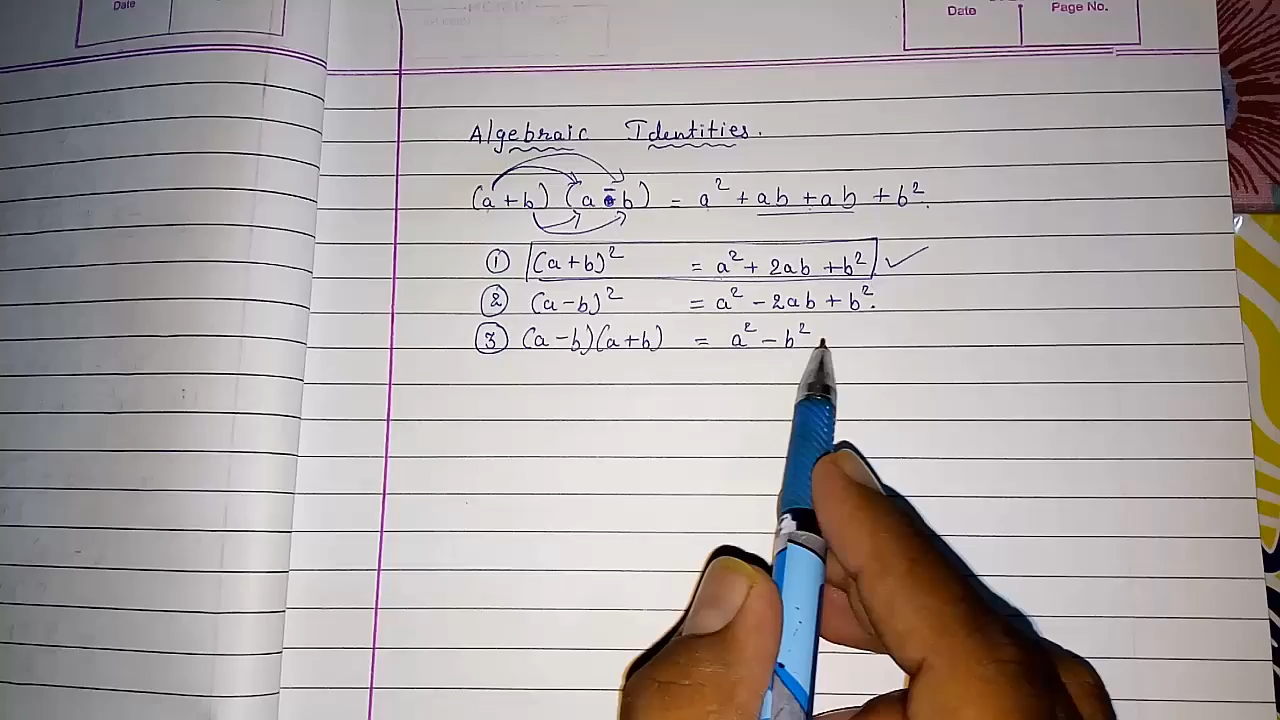 Date
Date Page No.
Algebraic Identities.
(a+b) (a - b) = a² + ab + ab + b².
① (a+b)² = a² + 2ab + b² ✓
② (a-b)² = a² - 2ab + b².
③ (a-b)(a+b) = a² - b²